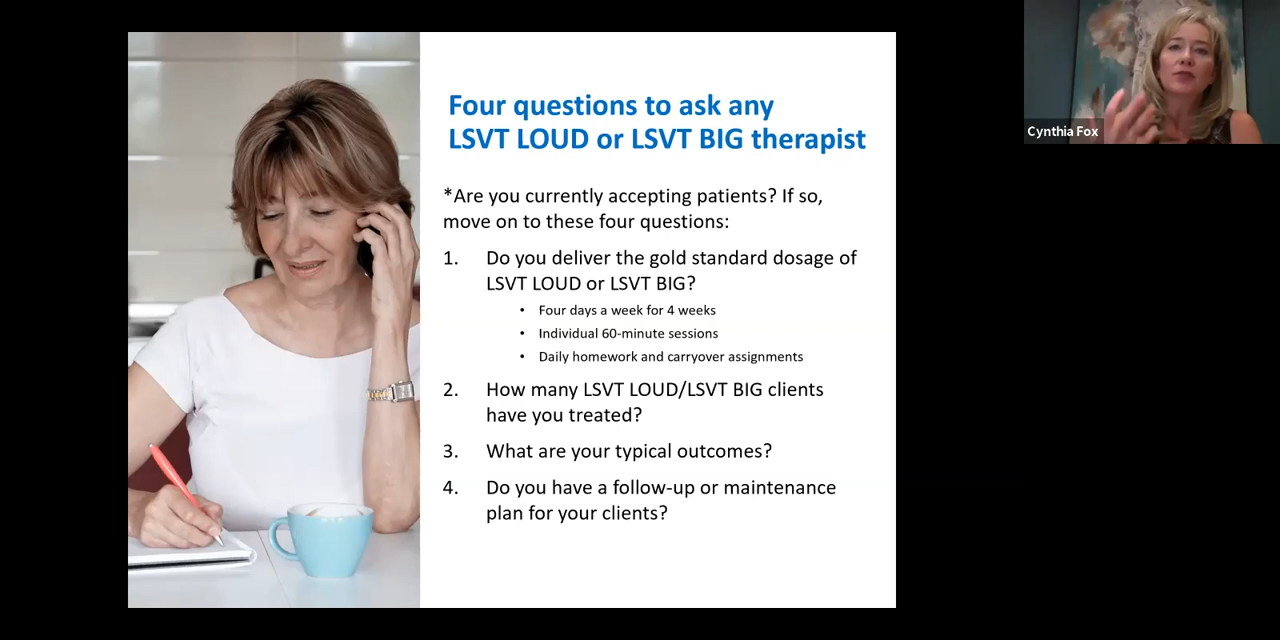 Four questions to ask any
LSVT LOUD or LSVT BIG therapist
*Are you currently accepting patients? If so,
move on to these four questions:
1. Do you deliver the gold standard dosage of
LSVT LOUD or LSVT BIG?
• Four days a week for 4 weeks
• Individual 60-minute sessions
• Daily homework and carryover assignments
2. How many LSVT LOUD/LSVT BIG clients
have you treated?
3. What are your typical outcomes?
4. Do you have a follow-up or maintenance
plan for your clients?
Cynthia Fox